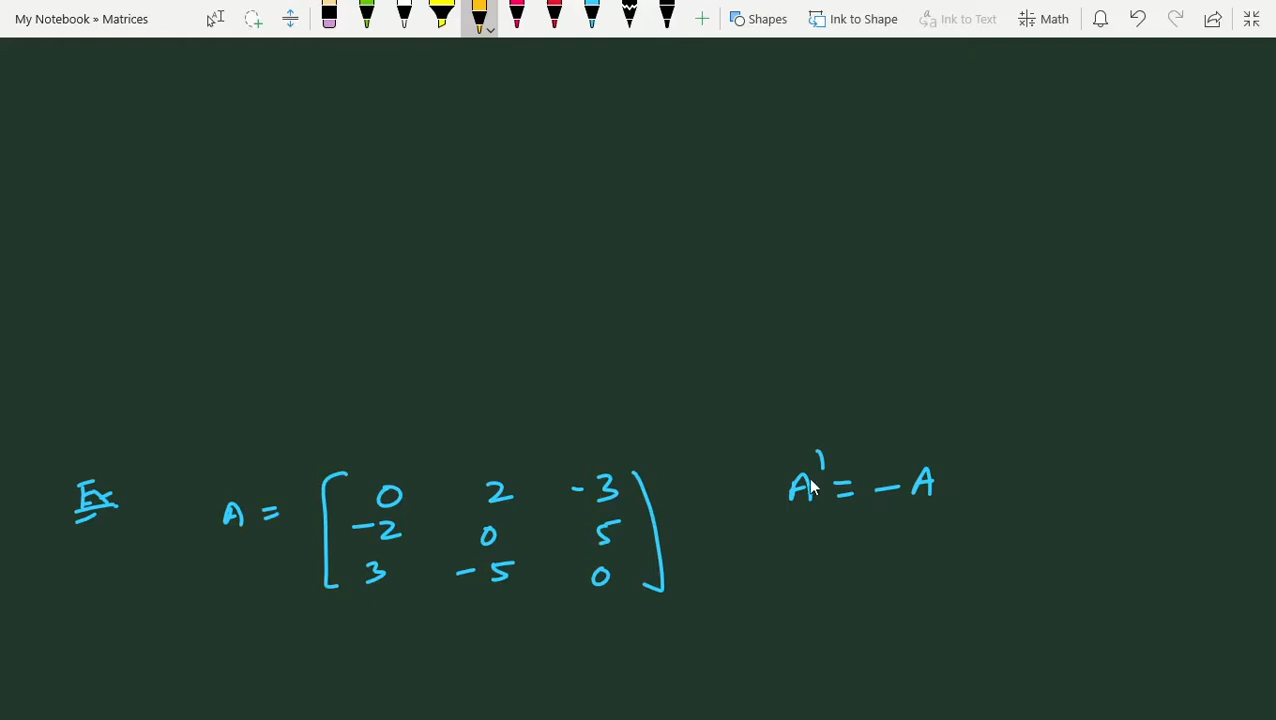 My Notebook » Matrices
Shapes
Ink to Shape
Ink to Text
Math
Ex
A = [ 0 2 -3
-2 0 5
3 -5 0 ]
A' = - A